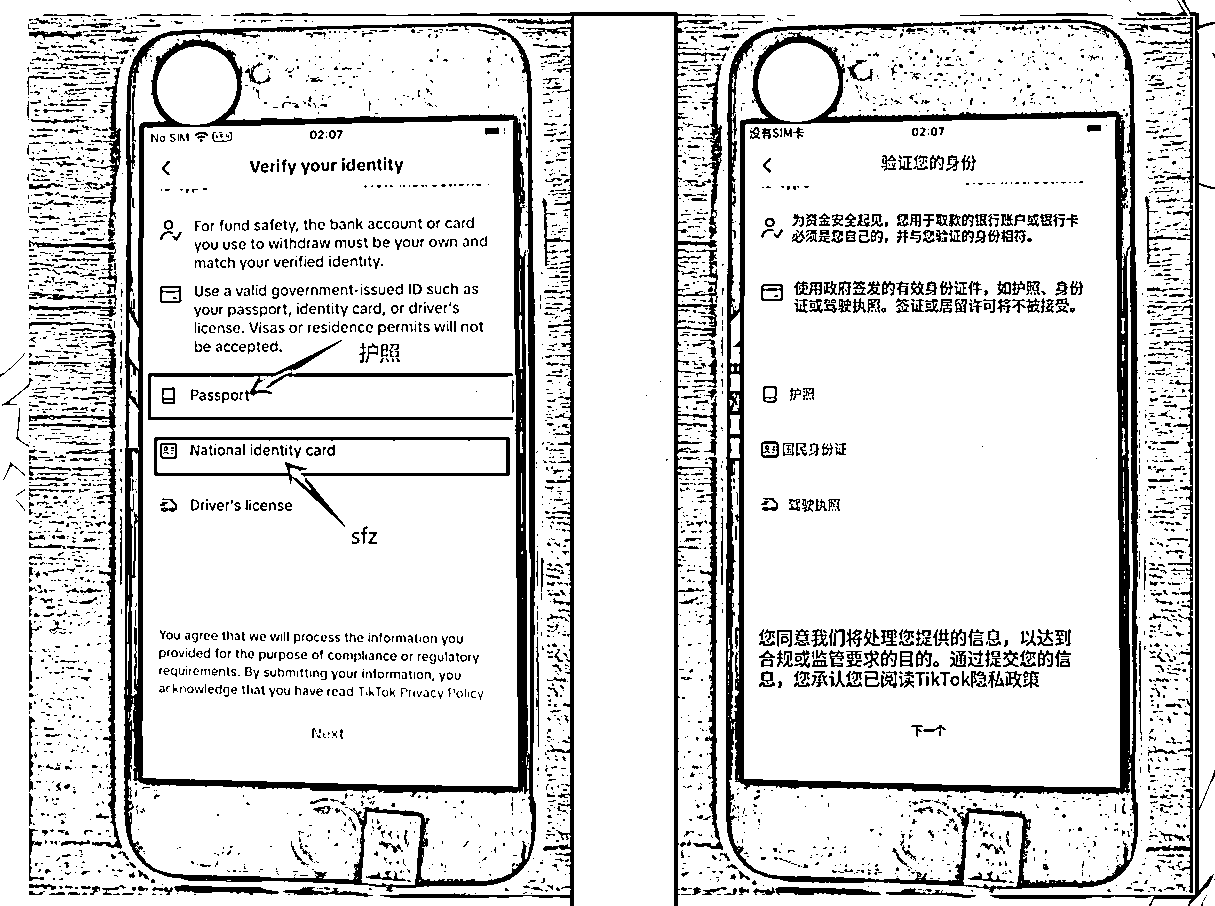 No SIM
02:07
Verify your identity
For fund safety, the bank account or card
you use to withdraw must be your own and
match your verified identity.
Use a valid government-issued ID such as
your passport, identity card, or driver's
license. Visas or residence permits will not
be accepted.
护照
Passport
National identity card
Driver's license
sfz
You agree that we will process the information you
provided for the purpose of compliance or regulatory
requirements. By submitting your information, you
acknowledge that you have read TikTok Privacy Policy
Next
没有SIM卡
02:07
验证您的身份
为资金安全起见，您用于取款的银行账户或银行卡
必须是您自己的，并与您验证的身份相符。
使用政府签发的有效身份证件，如护照、身份
证或驾驶执照。签证或居留许可将不被接受。
护照
国民身份证
驾驶执照
您同意我们将处理您提供的信息，以达到
合规或监管要求的目的。通过提交您的信
息，您承认您已阅读TikTok隐私政策
下一个